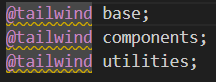 @tailwind base;
@tailwind components;
@tailwind utilities;